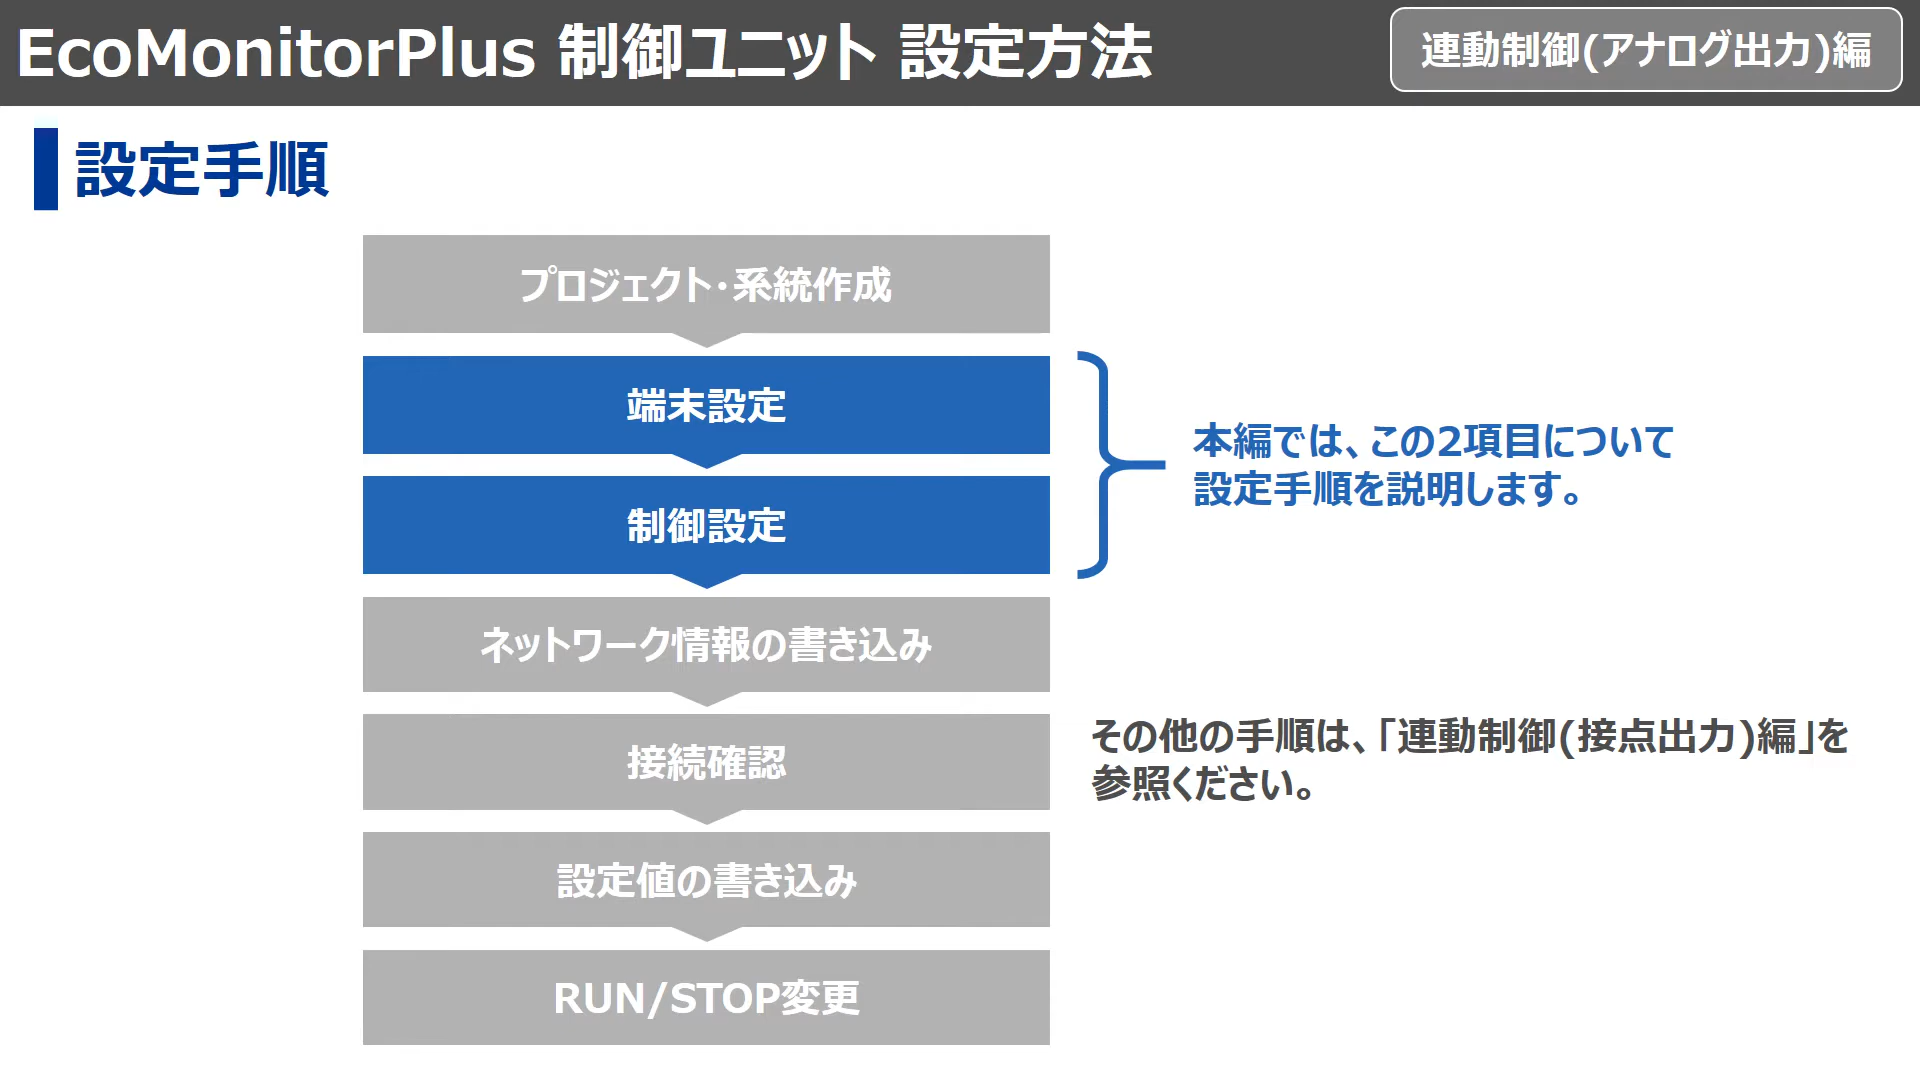 EcoMonitorPlus 制御ユニット 設定方法
連動制御(アナログ出力)編
設定手順
プロジェクト・系統作成
端末設定
制御設定
本編では、この2項目について
設定手順を説明します。
ネットワーク情報の書き込み
接続確認
その他の手順は、「連動制御(接点出力)編」を
参照ください。
設定値の書き込み
RUN/STOP変更